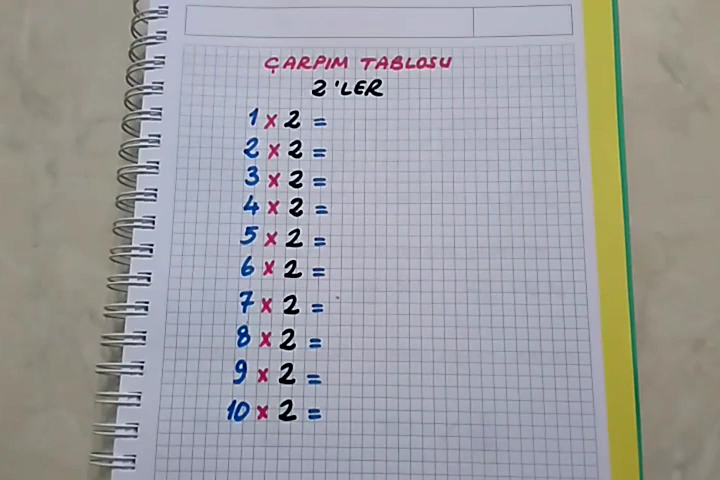 ÇARPIM TABLOSU
2'LER
1 x 2 =
2 x 2 =
3 x 2 =
4 x 2 =
5 x 2 =
6 x 2 =
7 x 2 =
8 x 2 =
9 x 2 =
10 x 2 =